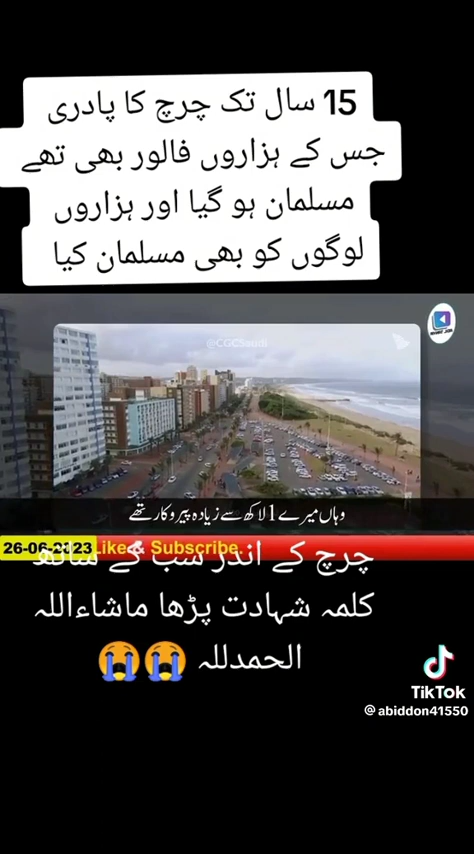 15 سال تک چرچ کا پادری
جس کے ہزاروں فالور بھی تھے
مسلمان ہو گیا اور ہزاروں
لوگوں کو بھی مسلمان کیا
@CGCSaudi
وہاں میرے 1 لاکھ سے زیادہ پیروکار تھے
26-06-2023 Like & Subscribe
چرچ کے اندر سب کے ساتھ
کلمہ شہادت پڑھا ماشاءاللہ
الحمدللہ 😭😭
TikTok
@abiddon41550